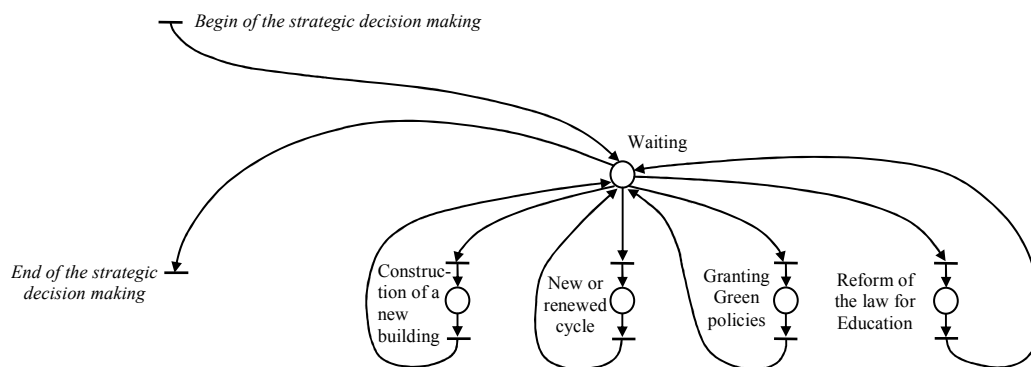 Begin of the strategic decision making
Waiting
End of the strategic
decision making
Construc-
tion of a
new
building
New or
renewed
cycle
Granting
Green
policies
Reform of
the law for
Education